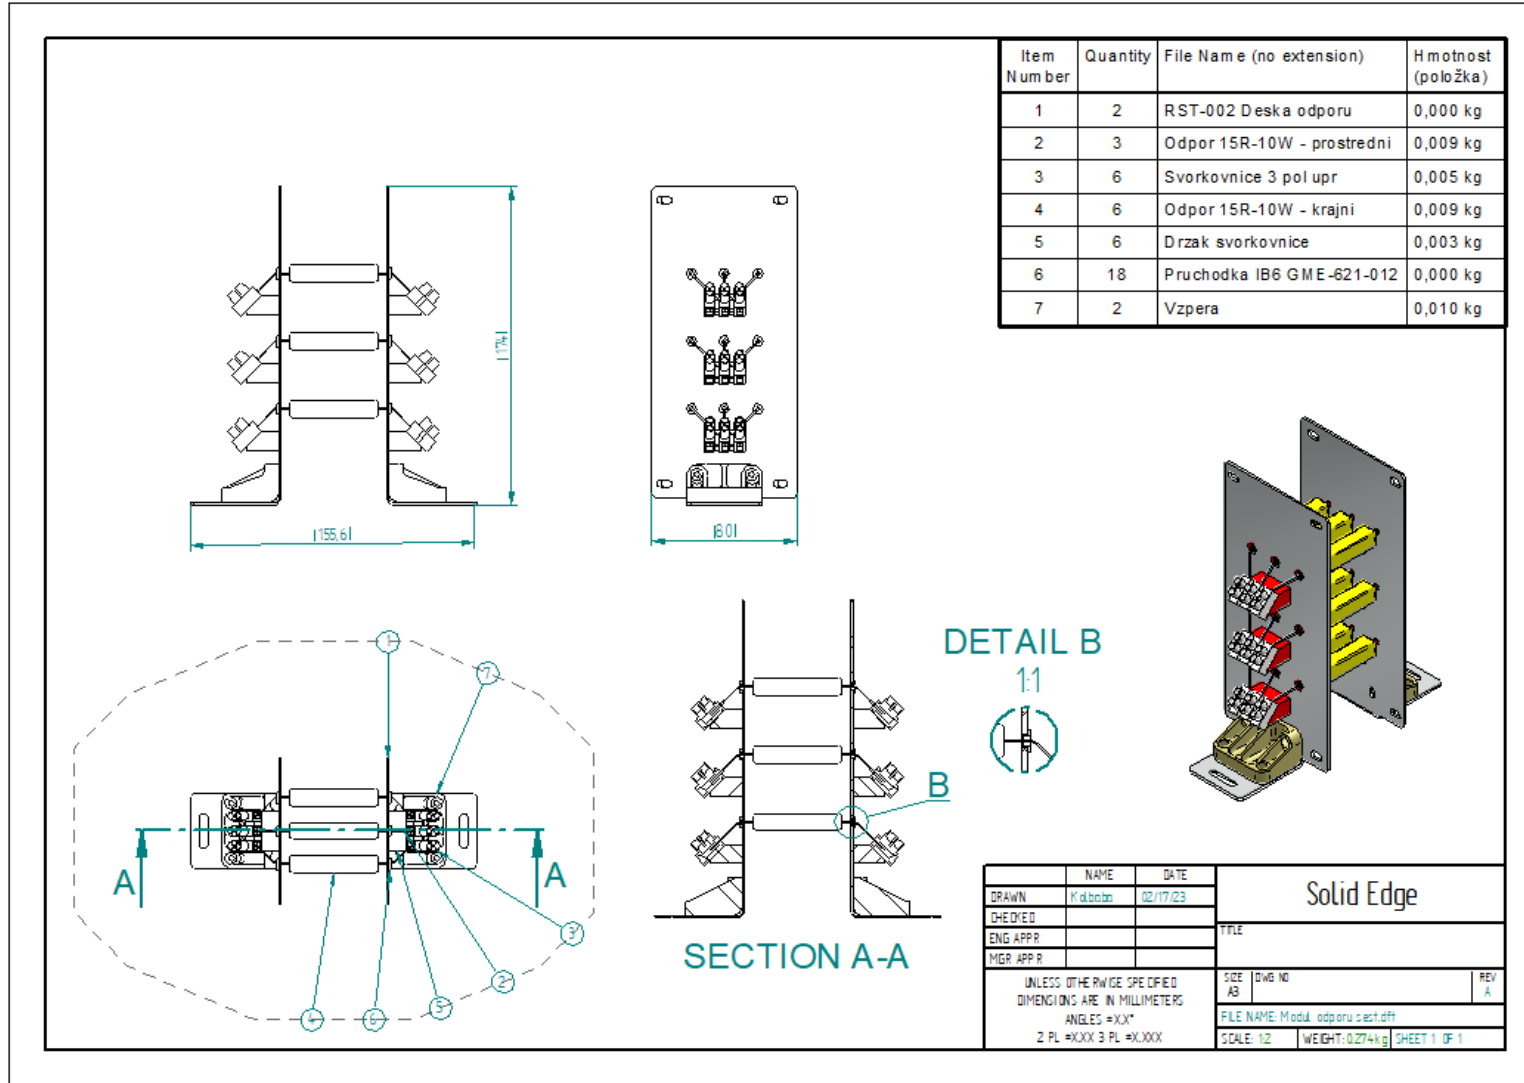 Item Number Quantity File Name (no extension) Hmotnost (položka)
1 2 RST-002 Deska odporu 0,000 kg
2 3 Odpor 15R-10W - prostredni 0,009 kg
3 6 Svorkovnice 3 pol upr 0,005 kg
4 6 Odpor 15R-10W - krajni 0,009 kg
5 6 Drzak svorkovnice 0,003 kg
6 18 Pruchodka IB6 GME-621-012 0,000 kg
7 2 Vzpera 0,010 kg
|174|
|155,6|
|80|
1
7
A A
3
2
5
4 6
B
SECTION A-A
DETAIL B
1:1
NAME DATE
DRAWN Kolbaba 02/17/23
CHECKED
ENG APPR
MGR APPR
UNLESS OTHERWISE SPECIFIED
DIMENSIONS ARE IN MILLIMETERS
ANGLES ±X.X°
2 PL ±X.XX 3 PL ±X.XXX
Solid Edge
TITLE
SIZE A3 DWG NO REV A
FILE NAME: Modul odporu sest.dft
SCALE: 1:2 WEIGHT: 0.274 kg SHEET 1 OF 1